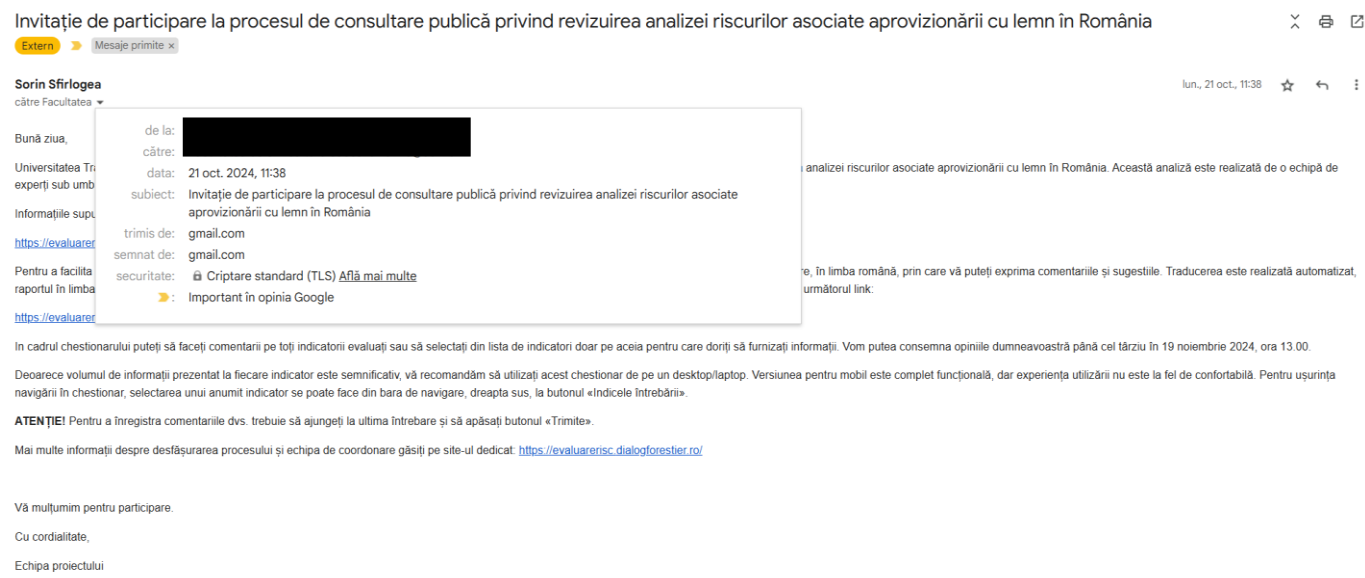 Invitație de participare la procesul de consultare publică privind revizuirea analizei riscurilor asociate aprovizionării cu lemn în România
Extern Mesaje primite ×
Sorin Sfirlogea
lun., 21 oct., 11:38
către Facultatea
Bună ziua,
de la:
către:
data: 21 oct. 2024, 11:38
subiect: Invitație de participare la procesul de consultare publică privind revizuirea analizei riscurilor asociate
aprovizionării cu lemn în România
trimis de: gmail.com
semnat de: gmail.com
securitate: Criptare standard (TLS) Află mai multe
: Important în opinia Google
Universitatea analizei riscurilor asociate aprovizionării cu lemn în România. Această analiză este realizată de o echipă de
experți sub
Informațiile
https://evaluareri
Pentru a facilita în limba română, prin care vă puteți exprima comentariile și sugestiile. Traducerea este realizată automatizat,
raportul în limba următorul link:
https://evaluareri
In cadrul chestionarului puteți să faceți comentarii pe toți indicatorii evaluați sau să selectați din lista de indicatori doar pe aceia pentru care doriți să furnizați informații. Vom putea consemna opiniile dumneavoastră până cel târziu în 19 noiembrie 2024, ora 13.00.
Deoarece volumul de informații prezentat la fiecare indicator este semnificativ, vă recomandăm să utilizați acest chestionar de pe un desktop/laptop. Versiunea pentru mobil este complet funcțională, dar experiența utilizării nu este la fel de confortabilă. Pentru ușurința
navigării în chestionar, selectarea unui anumit indicator se poate face din bara de navigare, dreapta sus, la butonul «Indicele întrebării».
ATENȚIE! Pentru a înregistra comentariile dvs. trebuie să ajungeți la ultima întrebare și să apăsați butonul «Trimite».
Mai multe informații despre desfășurarea procesului și echipa de coordonare găsiți pe site-ul dedicat: https://evaluarerisc.dialogforestier.ro/
Vă mulțumim pentru participare.
Cu cordialitate,
Echipa proiectului